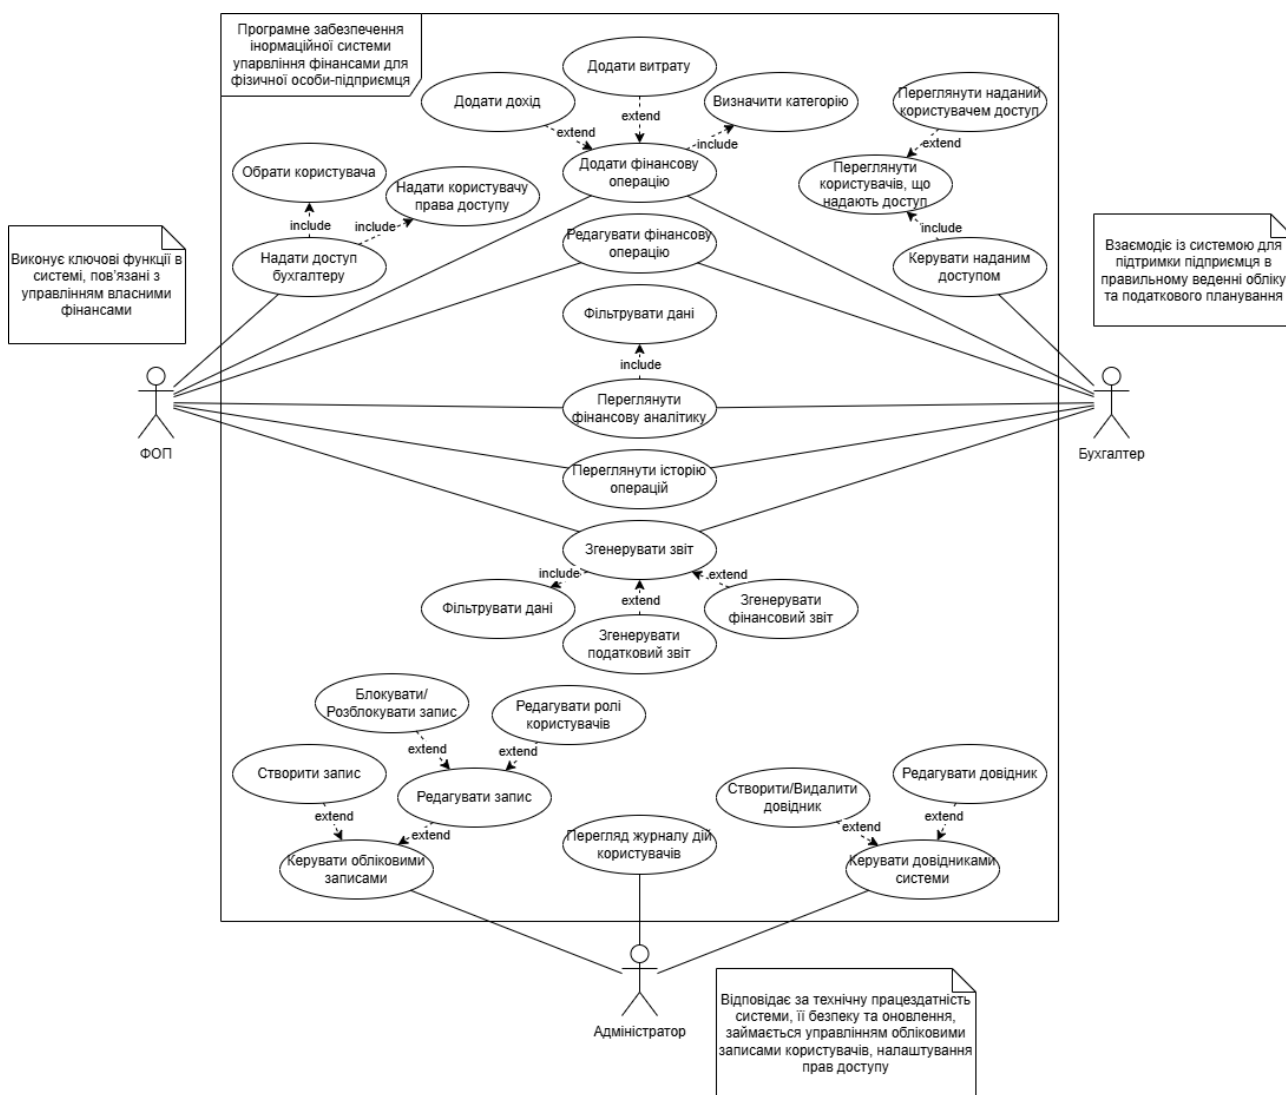 Програмне забезпечення
інормаційної системи
упарвління фінансами для
фізичної особи-підприємця
Додати витрату
Додати дохід
Визначити категорію
Переглянути наданий
користувачем доступ
extend
extend
include
extend
Обрати користувача
Надати користувачу
права доступу
Додати фінансову
операцію
Переглянути
користувачів, що
надають доступ
include
include
include
Виконує ключові функції в
системі, пов'язані з
управлінням власними
фінасами
Надати доступ
бухгалтеру
Редагувати фінансову
операцію
Керувати наданим
доступом
Взаємодіє із системою для
підтримки підприємця в
правильному веденні обліку
та податкового планування
Фільтрувати дані
include
Переглянути
фінансову аналітику
ФОП
Бухгалтер
Переглянути історію
операцій
Згенерувати звіт
include
extend
extend
Фільтрувати дані
Згенерувати
фінансовий звіт
Згенерувати
податковий звіт
Блокувати/
Розблокувати запис
Редагувати ролі
користувачів
extend
extend
Створити запис
Редагувати запис
Створити/Видалити
довідник
Редагувати довідник
extend
extend
extend
extend
Керувати обліковими
записами
Перегляд журналу дій
користувачів
Керувати довідниками
системи
Адміністратор
Відповідає за технічну працездатність
системи, її безпеку та оновлення,
займається управлінням обліковими
записами користувачів, налаштування
прав доступу